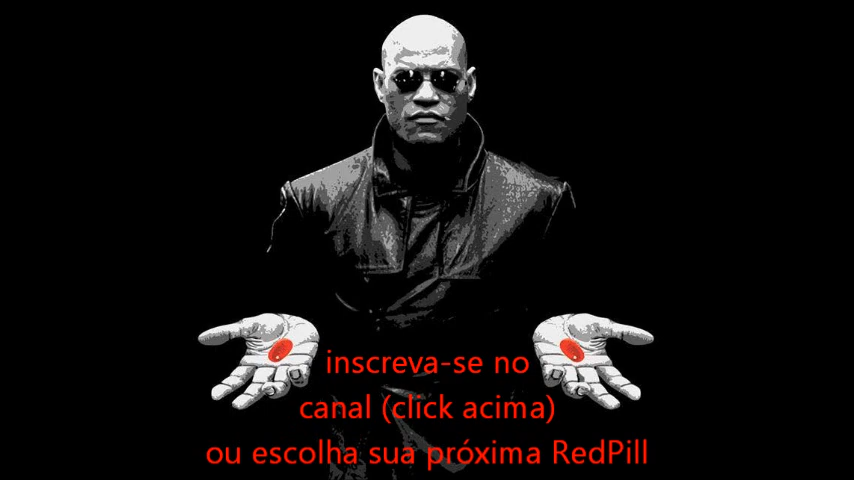 inscreva-se no
canal (click acima)
ou escolha sua próxima RedPill